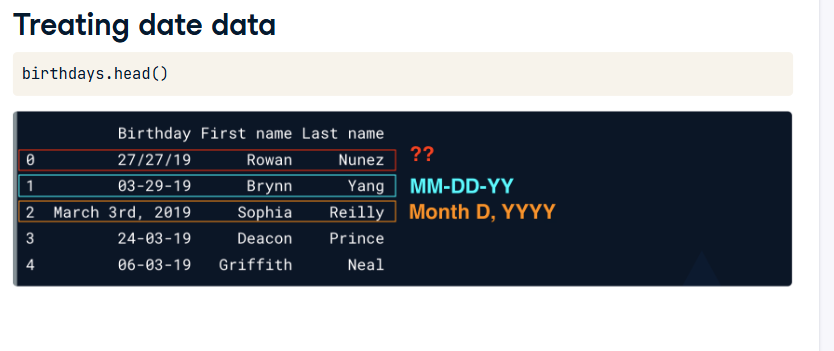 Treating date data
birthdays.head()
Birthday First name Last name
0 27/27/19 Rowan Nunez ??
1 03-29-19 Brynn Yang MM-DD-YY
2 March 3rd, 2019 Sophia Reilly Month D, YYYY
3 24-03-19 Deacon Prince
4 06-03-19 Griffith Neal